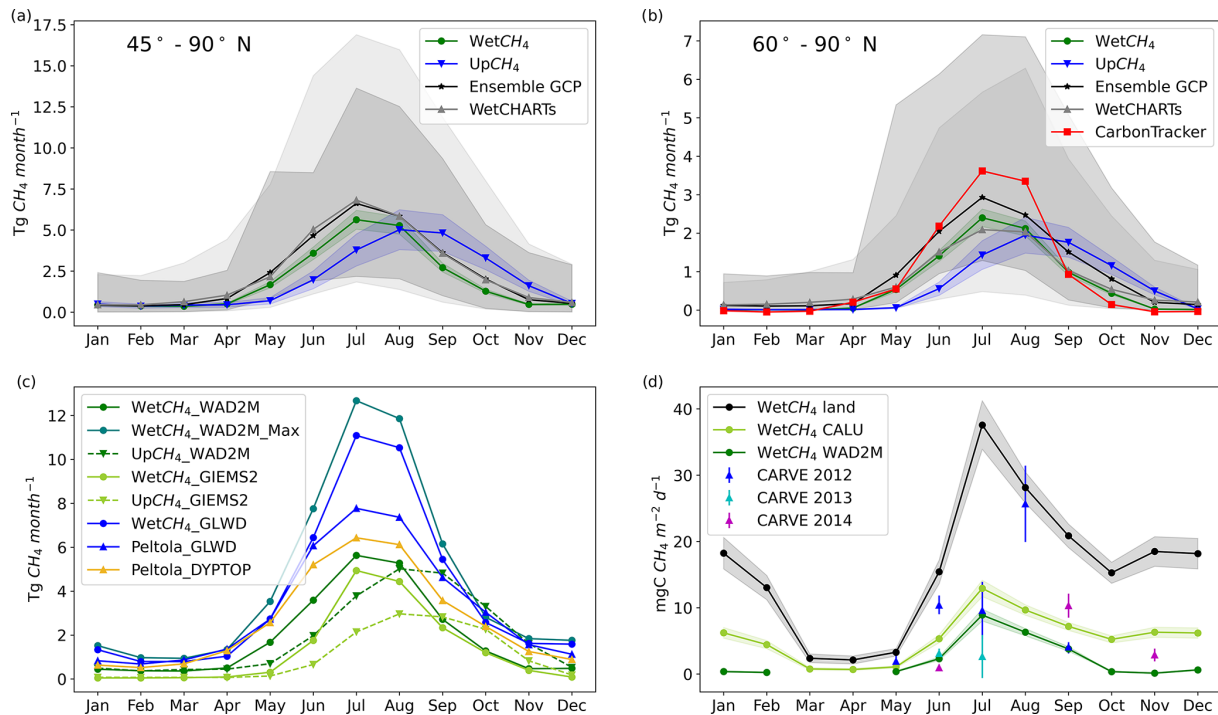 (a)
45° - 90° N
WetCH₄
UpCH₄
Ensemble GCP
WetCHARTs
Tg CH₄ month⁻¹
17.5
15.0
12.5
10.0
7.5
5.0
2.5
0.0
Jan Feb Mar Apr May Jun Jul Aug Sep Oct Nov Dec
(b)
60° - 90° N
WetCH₄
UpCH₄
Ensemble GCP
WetCHARTs
CarbonTracker
Tg CH₄ month⁻¹
7
6
5
4
3
2
1
0
Jan Feb Mar Apr May Jun Jul Aug Sep Oct Nov Dec
(c)
WetCH₄_WAD2M
WetCH₄_WAD2M_Max
UpCH₄_WAD2M
WetCH₄_GIEMS2
UpCH₄_GIEMS2
WetCH₄_GLWD
Peltola_GLWD
Peltola_DYPTOP
Tg CH₄ month⁻¹
12
10
8
6
4
2
0
Jan Feb Mar Apr May Jun Jul Aug Sep Oct Nov Dec
(d)
WetCH₄ land
WetCH₄ CALU
WetCH₄ WAD2M
CARVE 2012
CARVE 2013
CARVE 2014
mgC CH₄ m⁻² d⁻¹
40
30
20
10
0
Jan Feb Mar Apr May Jun Jul Aug Sep Oct Nov Dec